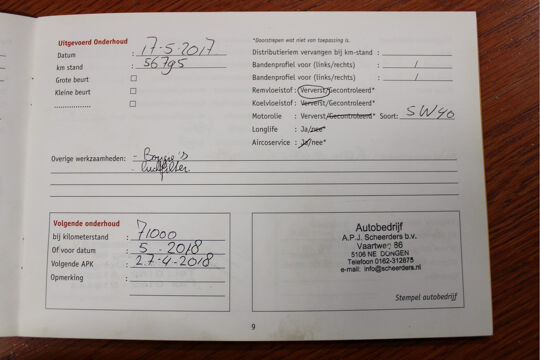 Uitgevoerd Onderhoud
Datum : 17-5-2017
km stand : 56795
Grote beurt
Kleine beurt
..................
*Doorstrepen wat niet van toepassing is.
Distributieriem vervangen bij km-stand :
Bandenprofiel voor (links/rechts) : /
Bandenprofiel voor (links/rechts) : /
Remvloeistof : Ververst/Gecontroleerd*
Koelvloeistof : Ververst/Gecontroleerd*
Motorolie : Ververst/Gecontroleerd* Soort: 5W40
Longlife : Ja/nee*
Aircoservice : Ja/nee*
Overige werkzaamheden: - Bougie's
- luchtfilter
Volgende onderhoud
bij kilometerstand : 71000
Of voor datum : 5 - 2018
Volgende APK : 27-4-2018
Opmerking :
Autobedrijf
A.P.J. Scheerders b.v.
Vaartweg 86
5106 NE DONGEN
Telefoon 0162-312875
e-mail: info@scheerders.nl
Stempel autobedrijf
9